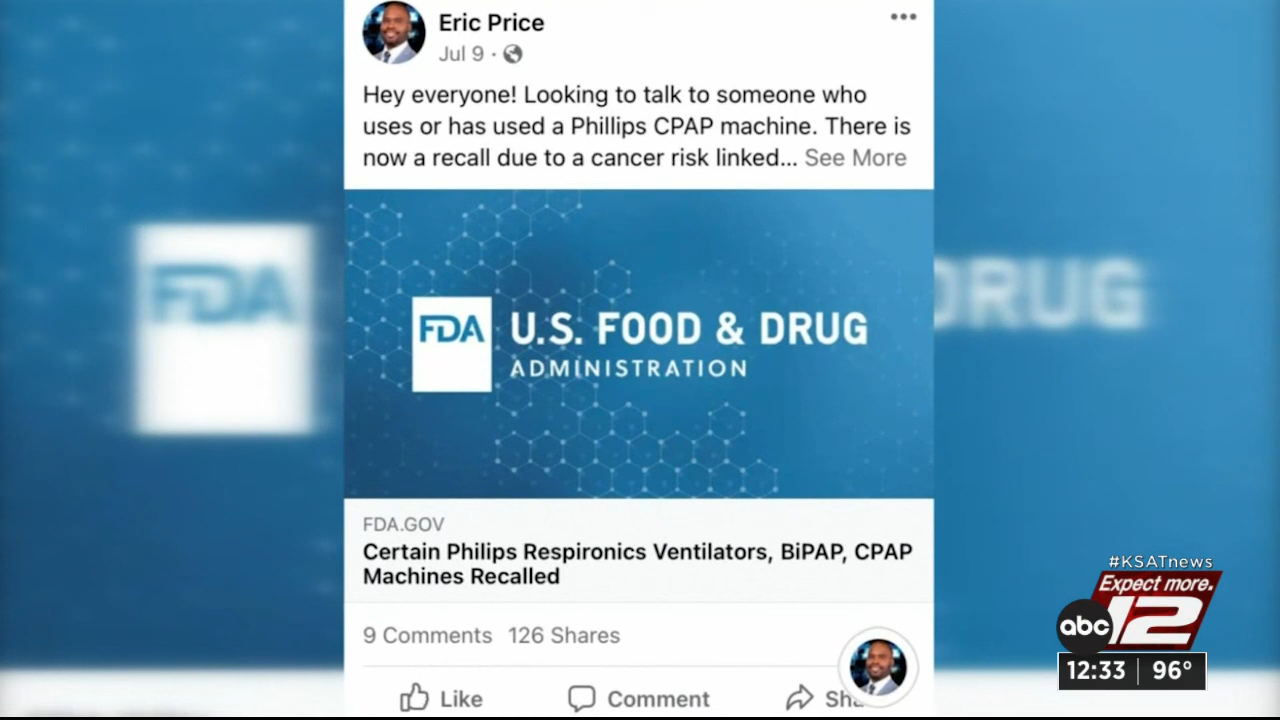 Eric Price
Jul 9 ·
Hey everyone! Looking to talk to someone who
uses or has used a Phillips CPAP machine. There is
now a recall due to a cancer risk linked... See More
FDA
FDA
U.S. FOOD & DRUG
ADMINISTRATION
DRUG
FDA.GOV
Certain Philips Respironics Ventilators, BiPAP, CPAP
Machines Recalled
9 Comments 126 Shares
Like
Comment
Sha
#KSATnews
Expect more.
abc 12
12:33 96°